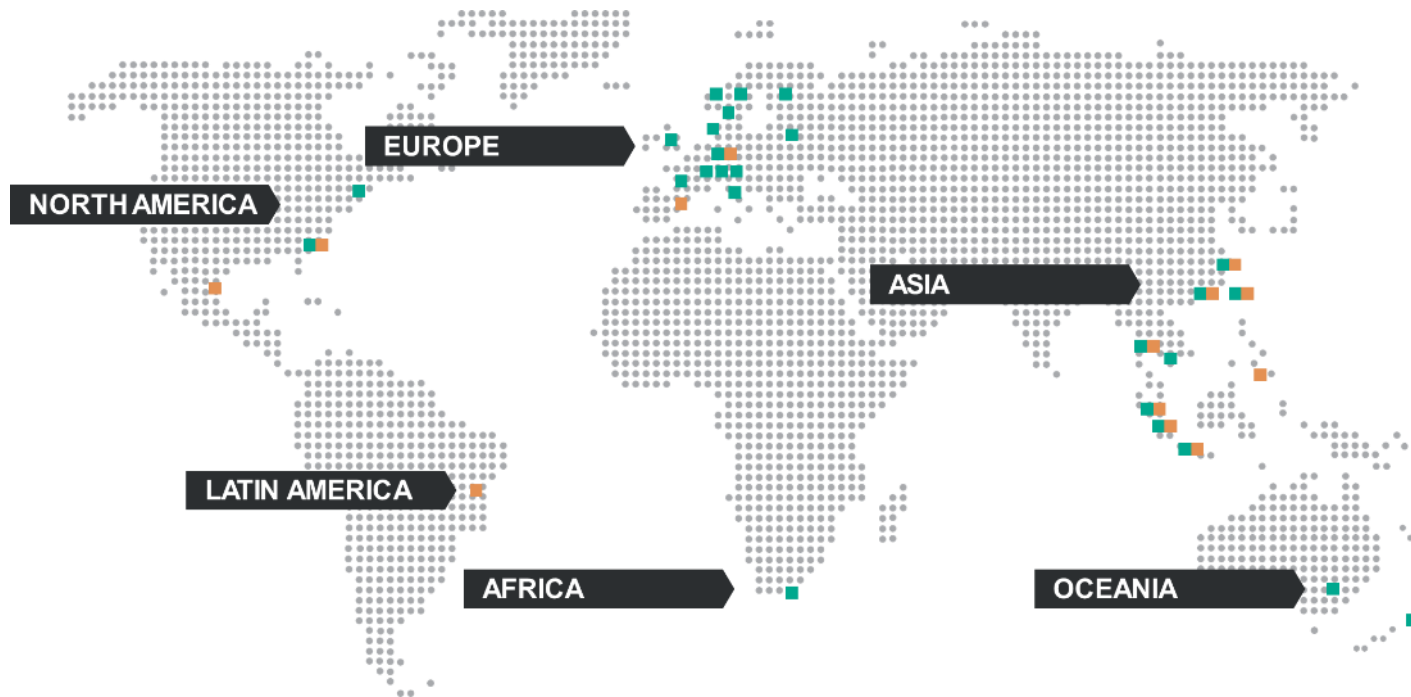 EUROPE
NORTH AMERICA
ASIA
LATIN AMERICA
AFRICA
OCEANIA